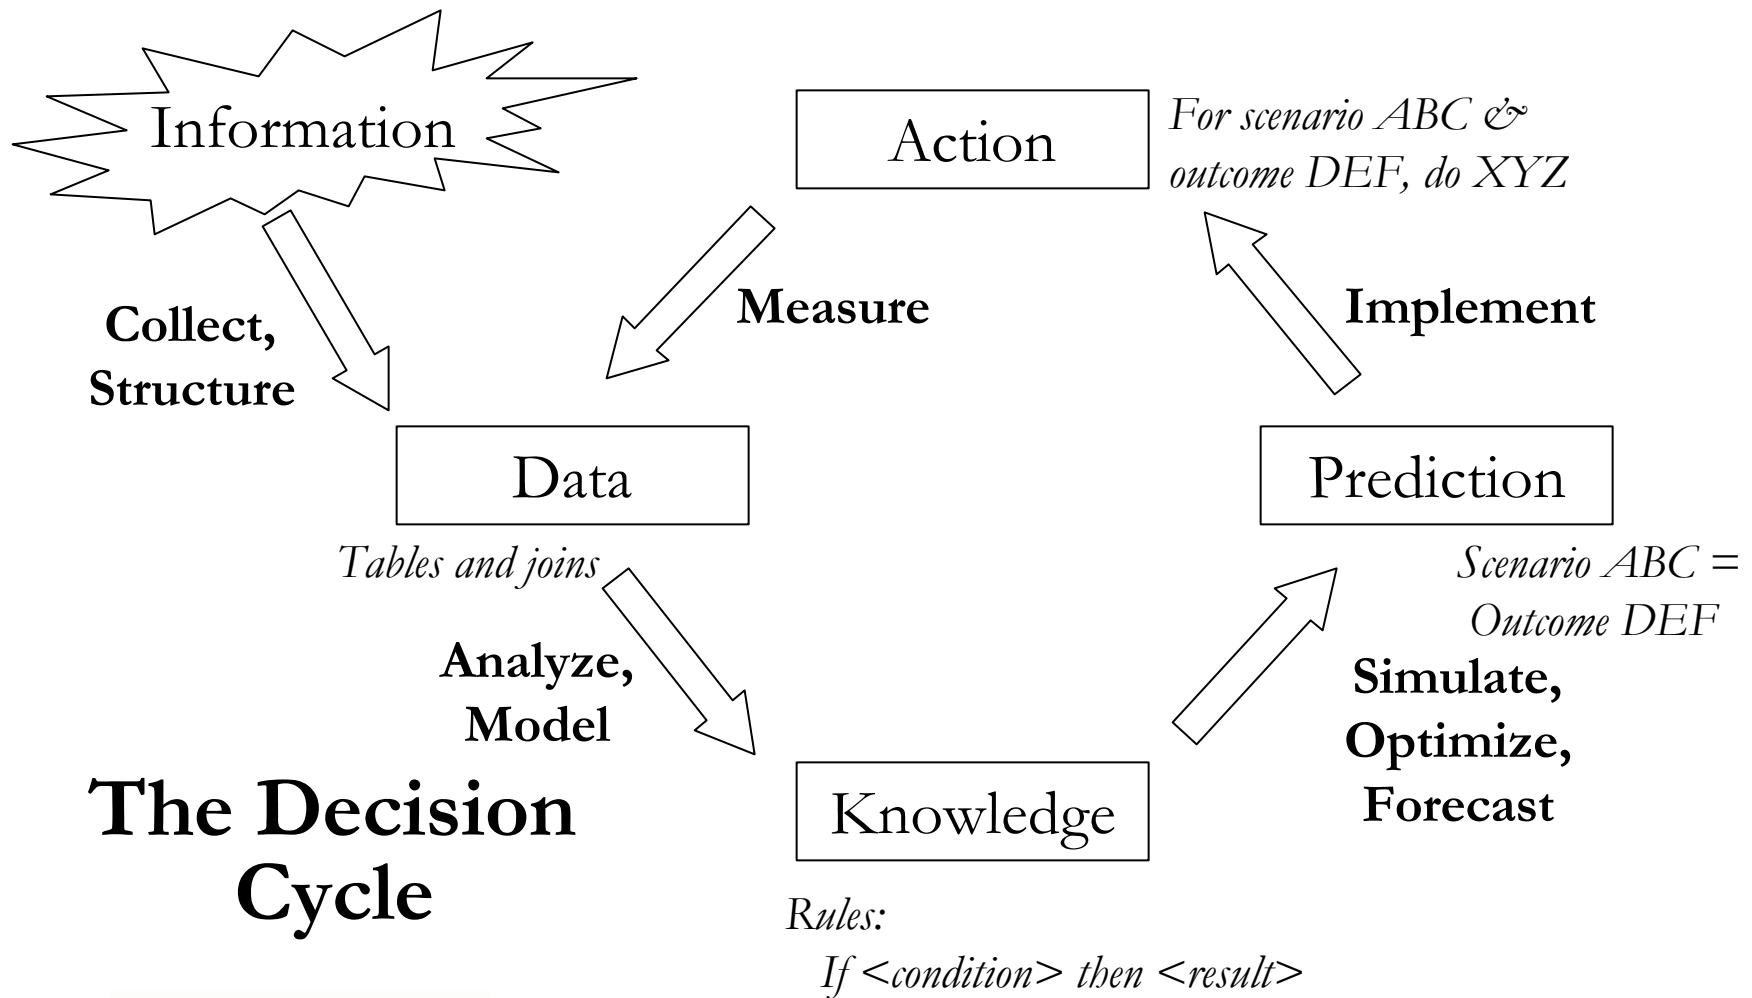 Information
Action
For scenario ABC &
outcome DEF, do XYZ
Collect,
Structure
Measure
Implement
Data
Tables and joins
Prediction
Scenario ABC =
Outcome DEF
Analyze,
Model
Simulate,
Optimize,
Forecast
Knowledge
Rules:
If <condition> then <result>
The Decision
Cycle